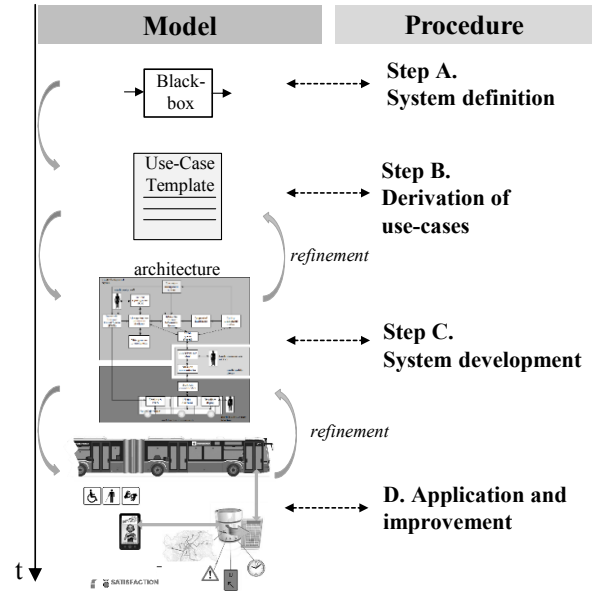 Model
Procedure
Black-
box
Step A.
System definition
Use-Case
Template
Step B.
Derivation of
use-cases
refinement
architecture
Step C.
System development
refinement
D. Application and
improvement
t
SATISFACTION